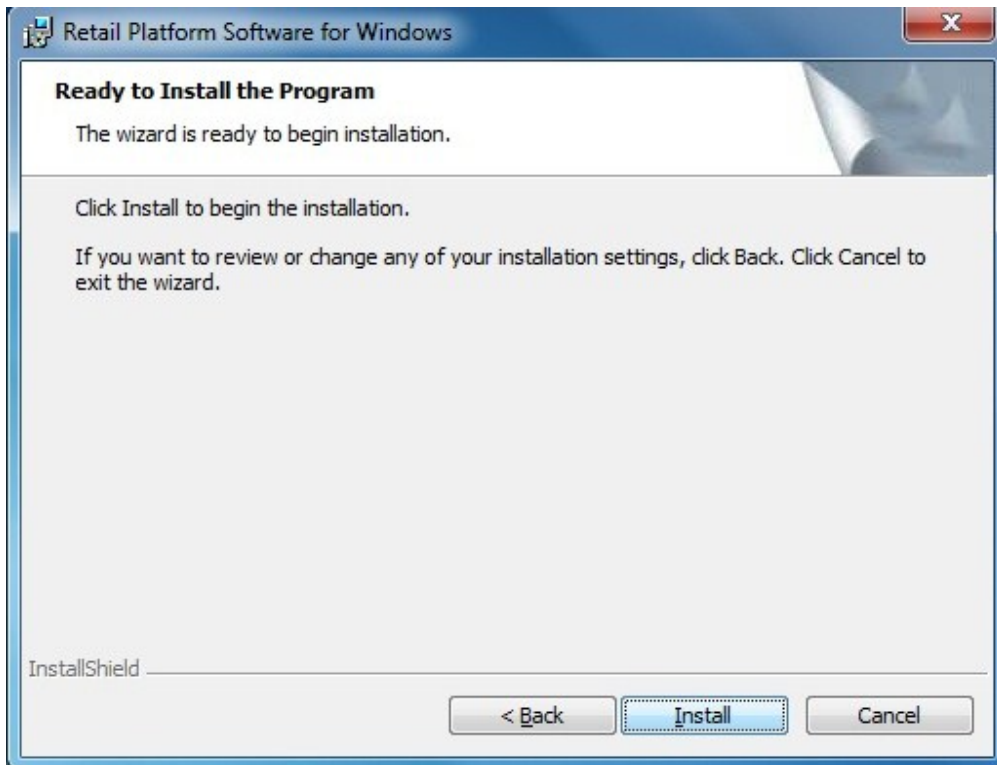 Retail Platform Software for Windows
Ready to Install the Program
The wizard is ready to begin installation.
Click Install to begin the installation.
If you want to review or change any of your installation settings, click Back. Click Cancel to
exit the wizard.
InstallShield
< Back
Install
Cancel